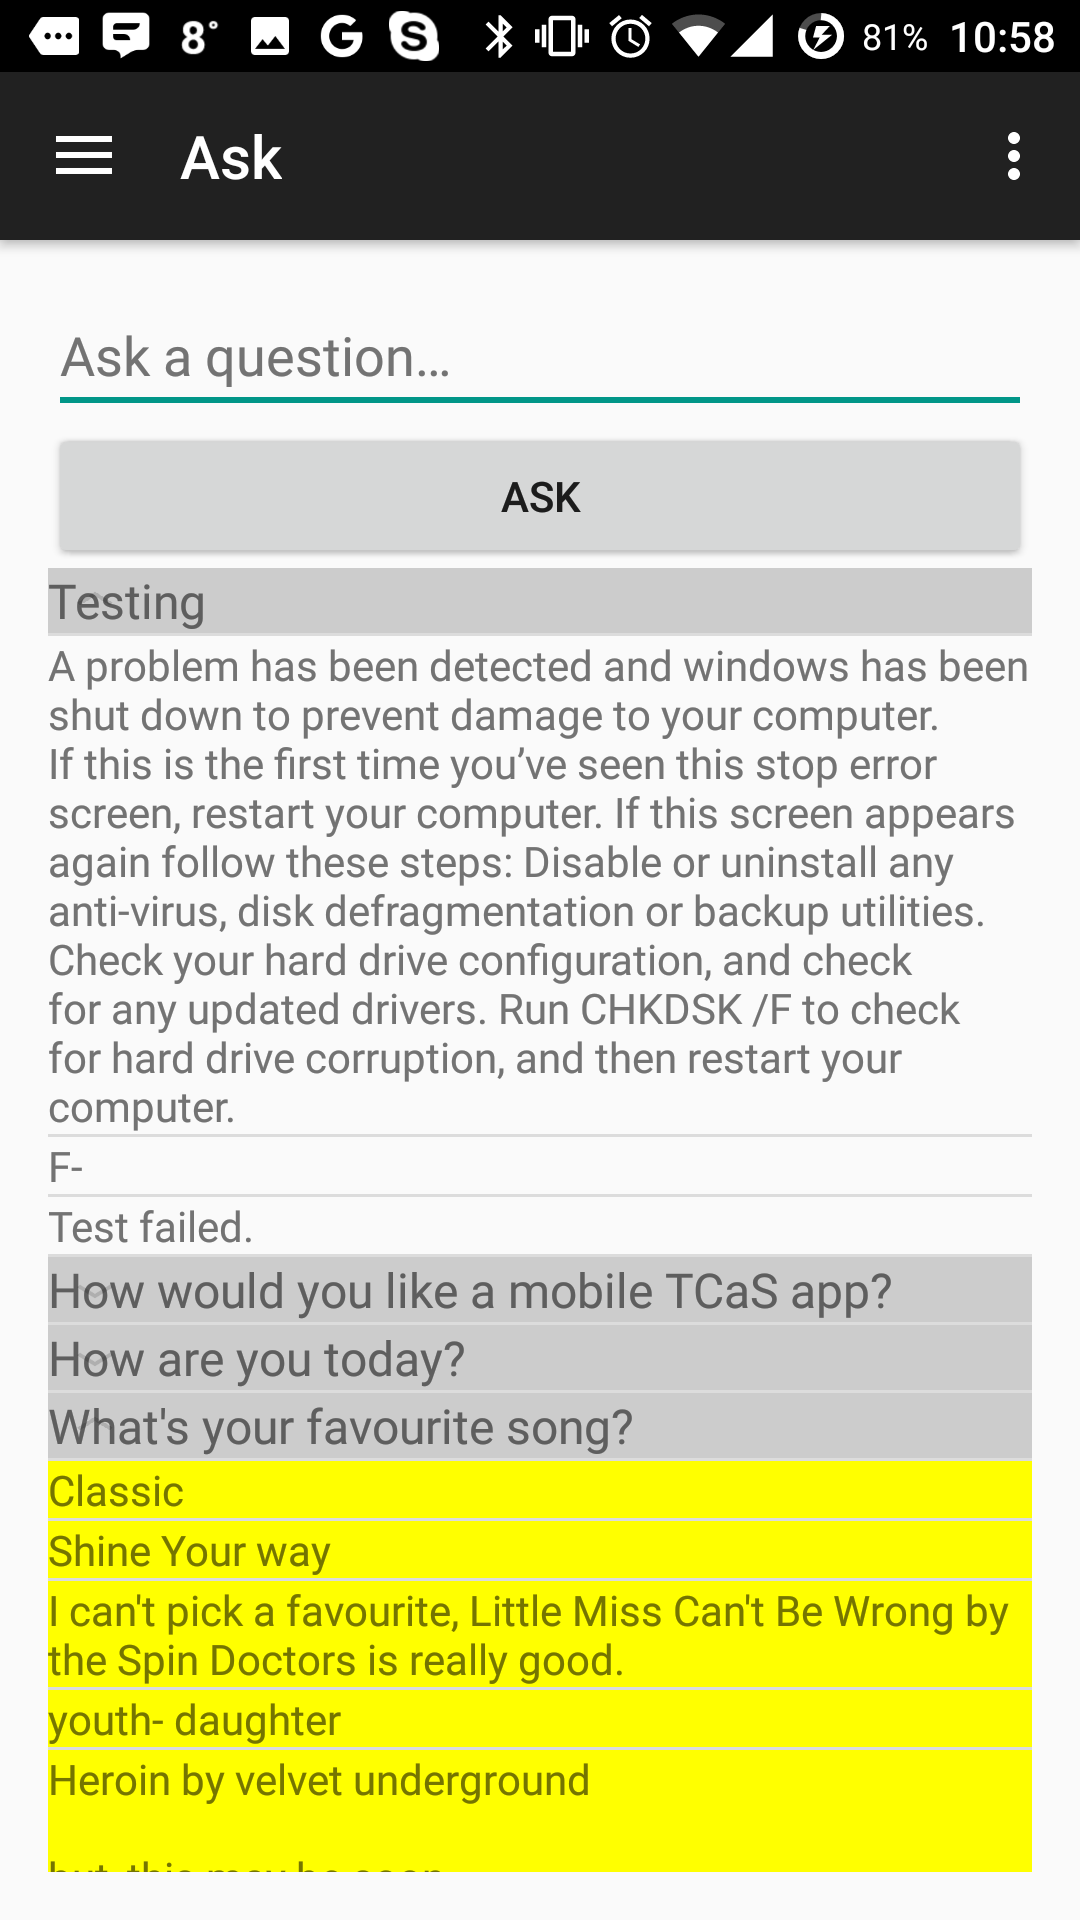 8° G S 81% 10:58
Ask
Ask a question...
ASK
Testing
A problem has been detected and windows has been
shut down to prevent damage to your computer.
If this is the first time you’ve seen this stop error
screen, restart your computer. If this screen appears
again follow these steps: Disable or uninstall any
anti-virus, disk defragmentation or backup utilities.
Check your hard drive configuration, and check
for any updated drivers. Run CHKDSK /F to check
for hard drive corruption, and then restart your
computer.
F-
Test failed.
How would you like a mobile TCaS app?
How are you today?
What's your favourite song?
Classic
Shine Your way
I can't pick a favourite, Little Miss Can't Be Wrong by
the Spin Doctors is really good.
youth- daughter
Heroin by velvet underground